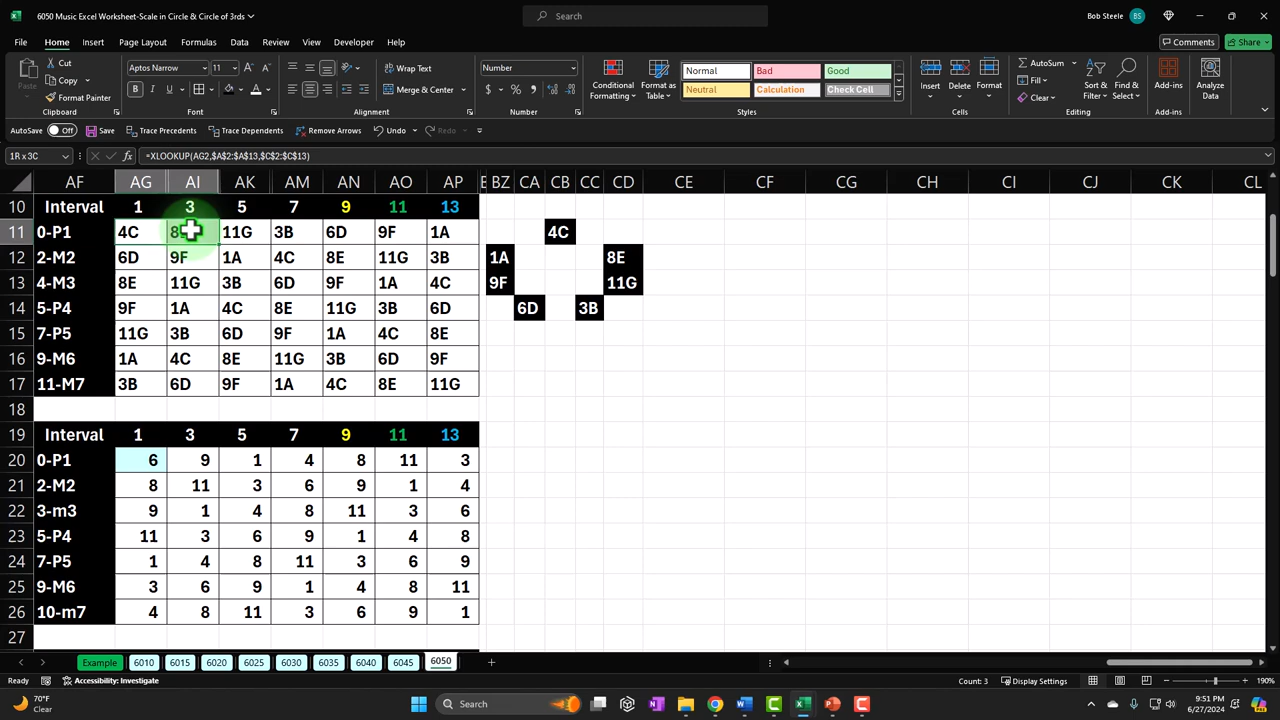 6050 Music Excel Worksheet-Scale in Circle & Circle of 3rds
Search
Bob Steele BS
File Home Insert Page Layout Formulas Data Review View Developer Help Comments Share
Cut Aptos Narrow 11 Wrap Text Number Normal Bad Good AutoSum
Paste Copy Conditional Formatting Format as Table Insert Delete Format Fill Sort & Filter Find & Select Add-ins Analyze Data
Format Painter Merge & Center Neutral Calculation Check Cell Clear
Clipboard Font Alignment Number Styles Cells Editing Add-ins
AutoSave Off Save Trace Precedents Trace Dependents Remove Arrows Undo Redo
1R x 3C =XLOOKUP(AG2,$A$2:$A$13,$C$2:$C$13)
AF AG AI AK AM AN AO AP BZ CA CB CC CD CE CF CG CH CI CJ CK CL
10 Interval 1 3 5 7 9 11 13
11 0-P1 4C 11G 3B 6D 9F 1A 4C
12 2-M2 6D 9F 1A 4C 8E 11G 3B 1A 8E
13 4-M3 8E 11G 3B 6D 9F 1A 4C 9F 11G
14 5-P4 9F 1A 4C 8E 11G 3B 6D 6D 3B
15 7-P5 11G 3B 6D 9F 1A 4C 8E
16 9-M6 1A 4C 8E 11G 3B 6D 9F
17 11-M7 3B 6D 9F 1A 4C 8E 11G
18
19 Interval 1 3 5 7 9 11 13
20 0-P1 6 9 1 4 8 11 3
21 2-M2 8 11 3 6 9 1 4
22 3-m3 9 1 4 8 11 3 6
23 5-P4 11 3 6 9 1 4 8
24 7-P5 1 4 8 11 3 6 9
25 9-M6 3 6 9 1 4 8 11
26 10-m7 4 8 11 3 6 9 1
27
Example 6010 6015 6020 6025 6030 6035 6040 6045 6050
Ready Accessibility: Investigate Count: 3 Display Settings 190%
70°F
Clear
Search
9:51 PM
6/27/2024